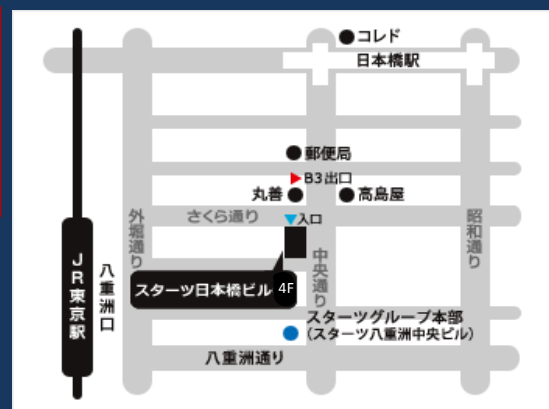 コレド
日本橋駅
郵便局
B3出口
丸善
高島屋
さくら通り
入口
外堀通り
昭和通り
中央通り
JR東京駅
八重洲口
スターツ日本橋ビル 4F
スターツグループ本部
(スターツ八重洲中央ビル)
八重洲通り